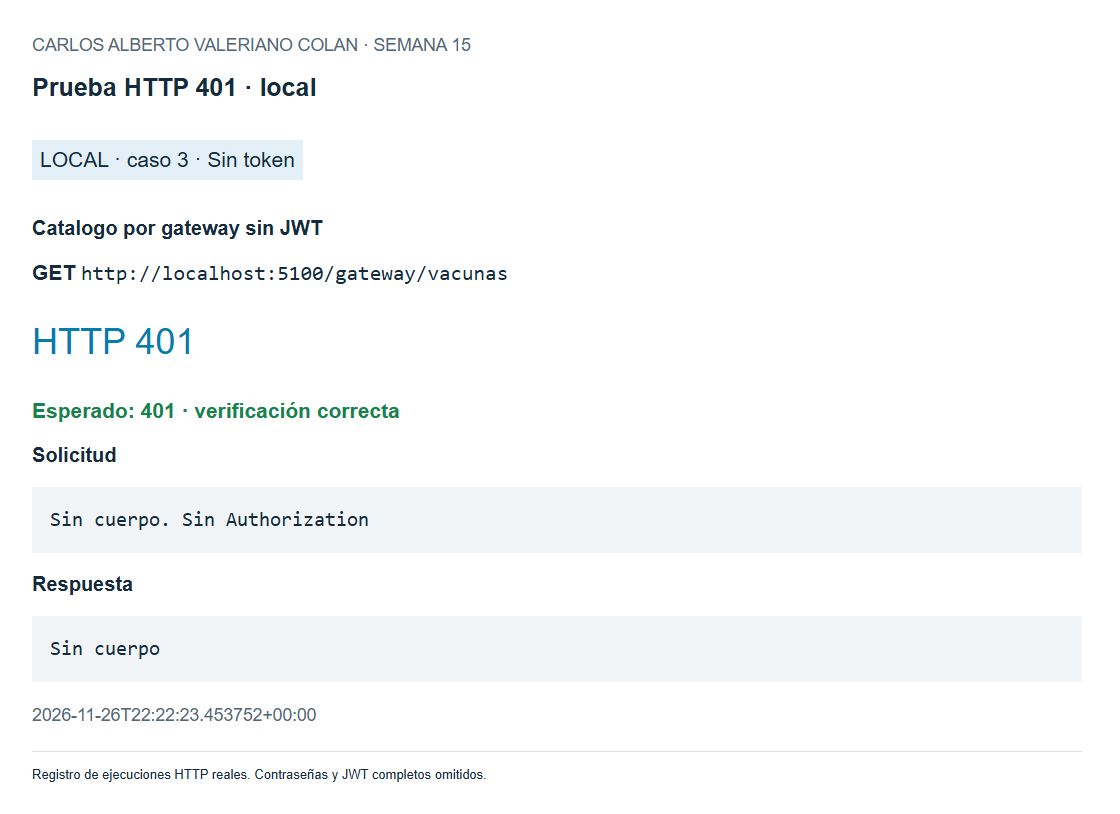 CARLOS ALBERTO VALERIANO COLAN · SEMANA 15
Prueba HTTP 401 · local
LOCAL · caso 3 · Sin token
Catalogo por gateway sin JWT
GET http://localhost:5100/gateway/vacunas
HTTP 401
Esperado: 401 · verificación correcta
Solicitud
Sin cuerpo. Sin Authorization
Respuesta
Sin cuerpo
2026-11-26T22:22:23.453752+00:00
Registro de ejecuciones HTTP reales. Contraseñas y JWT completos omitidos.